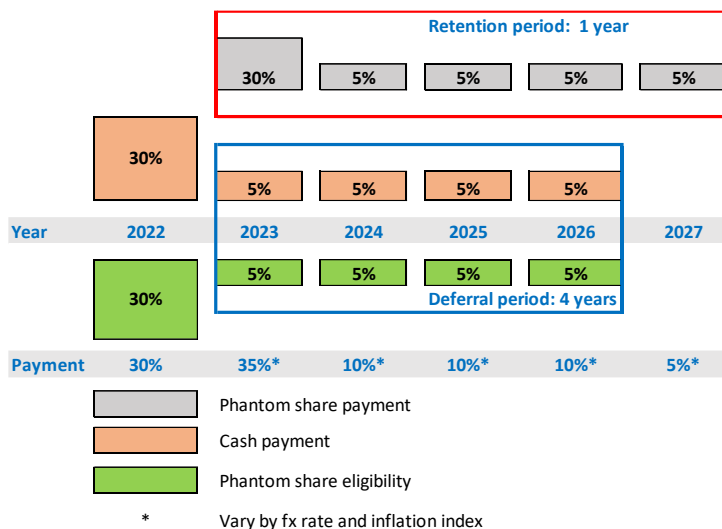 Retention period: 1 year
30% 5% 5% 5% 5%
30%
5% 5% 5% 5%
Year 2022 2023 2024 2025 2026 2027
5% 5% 5% 5%
30%
Deferral period: 4 years
Payment 30% 35%* 10%* 10%* 10%* 5%*
Phantom share payment
Cash payment
Phantom share eligibility
* Vary by fx rate and inflation index